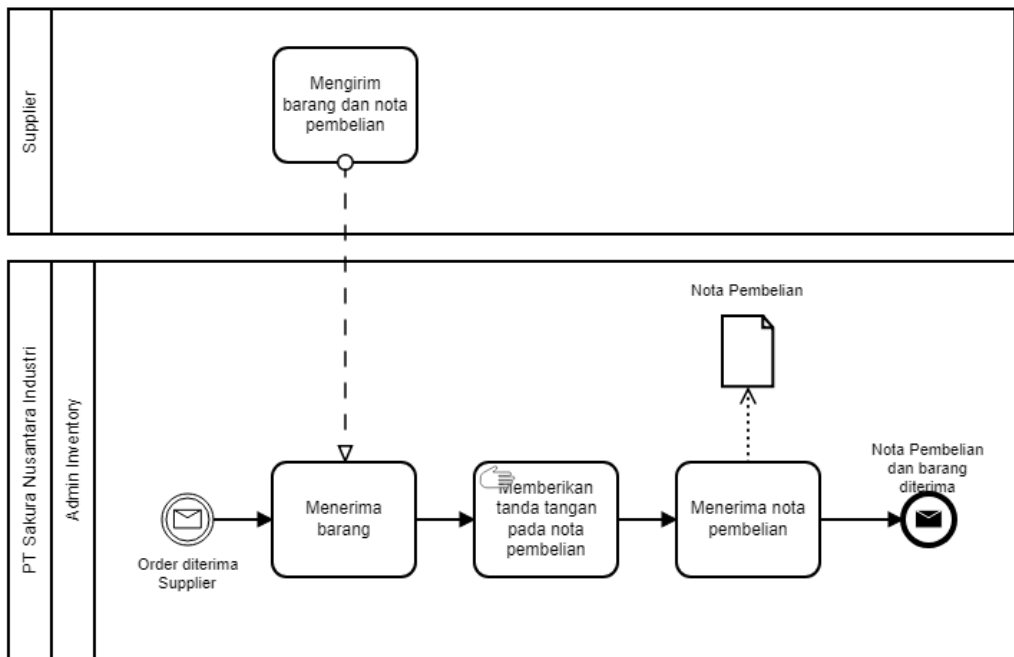 Supplier
Mengirim
barang dan nota
pembelian
PT Sakura Nusantara Industri
Admin Inventory
Nota Pembelian
Order diterima
Supplier
Menerima
barang
Memberikan
tanda tangan
pada nota
pembelian
Menerima nota
pembelian
Nota Pembelian
dan barang
diterima